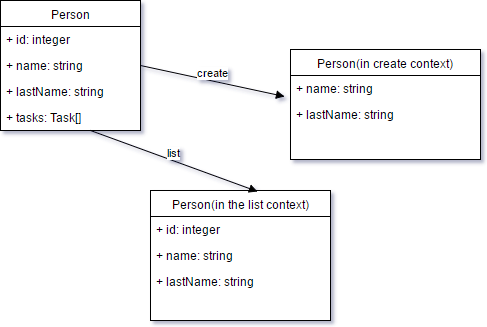 Person
+ id: integer
+ name: string
+ lastName: string
+ tasks: Task[]
create
Person(in create context)
+ name: string
+ lastName: string
list
Person(in the list context)
+ id: integer
+ name: string
+ lastName: string